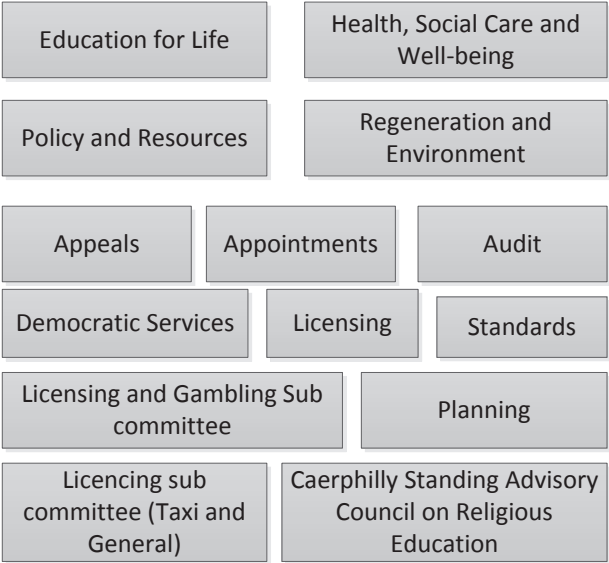 Education for Life
Health, Social Care and
Well-being
Policy and Resources
Regeneration and
Environment
Appeals
Appointments
Audit
Democratic Services
Licensing
Standards
Licensing and Gambling Sub
committee
Planning
Licencing sub
committee (Taxi and
General)
Caerphilly Standing Advisory
Council on Religious
Education